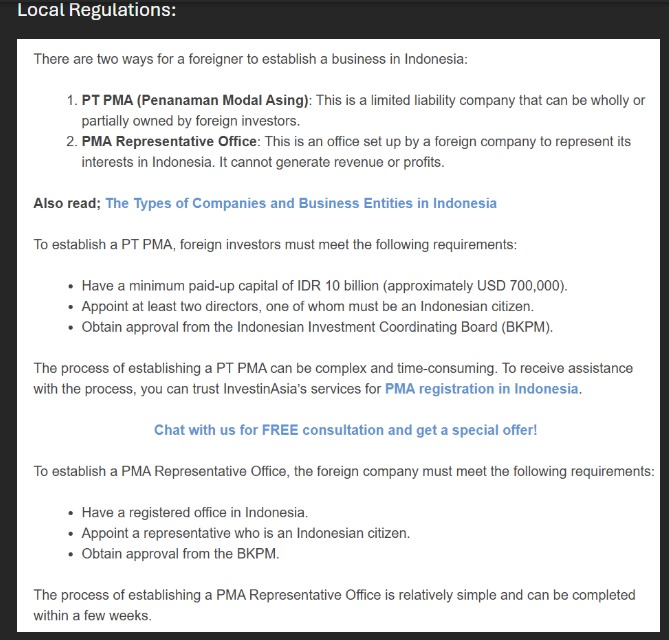 Local Regulations:
There are two ways for a foreigner to establish a business in Indonesia:
1. PT PMA (Penanaman Modal Asing): This is a limited liability company that can be wholly or
partially owned by foreign investors.
2. PMA Representative Office: This is an office set up by a foreign company to represent its
interests in Indonesia. It cannot generate revenue or profits.
Also read; The Types of Companies and Business Entities in Indonesia
To establish a PT PMA, foreign investors must meet the following requirements:
• Have a minimum paid-up capital of IDR 10 billion (approximately USD 700,000).
• Appoint at least two directors, one of whom must be an Indonesian citizen.
• Obtain approval from the Indonesian Investment Coordinating Board (BKPM).
The process of establishing a PT PMA can be complex and time-consuming. To receive assistance
with the process, you can trust InvestinAsia's services for PMA registration in Indonesia.
Chat with us for FREE consultation and get a special offer!
To establish a PMA Representative Office, the foreign company must meet the following requirements:
• Have a registered office in Indonesia.
• Appoint a representative who is an Indonesian citizen.
• Obtain approval from the BKPM.
The process of establishing a PMA Representative Office is relatively simple and can be completed
within a few weeks.